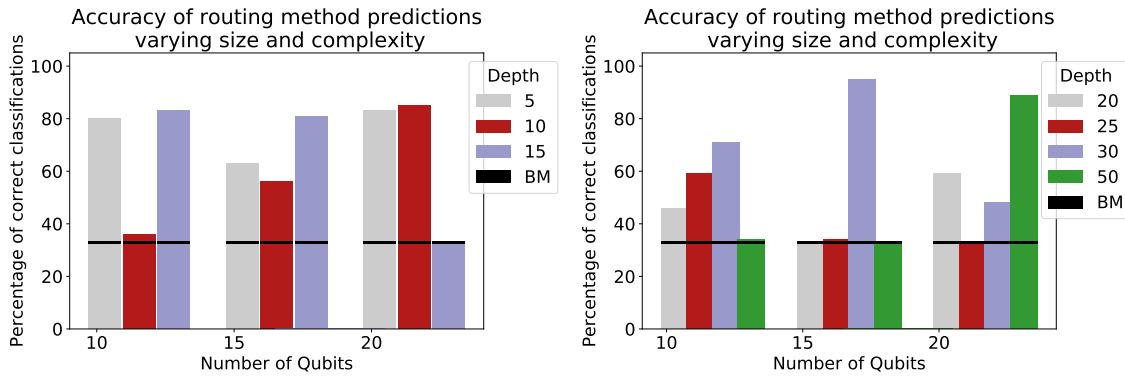 Accuracy of routing method predictions
varying size and complexity
Percentage of correct classifications
100
80
60
40
20
0
10
15
20
Number of Qubits
Depth
5
10
15
BM
Accuracy of routing method predictions
varying size and complexity
Percentage of correct classifications
100
80
60
40
20
0
10
15
20
Number of Qubits
Depth
20
25
30
50
BM